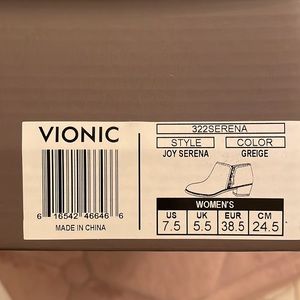 VIONIC
6 16542 46646 6
MADE IN CHINA
322SERENA
STYLE COLOR
JOY SERENA GREIGE
WOMEN'S
US UK EUR CM
7.5 5.5 38.5 24.5